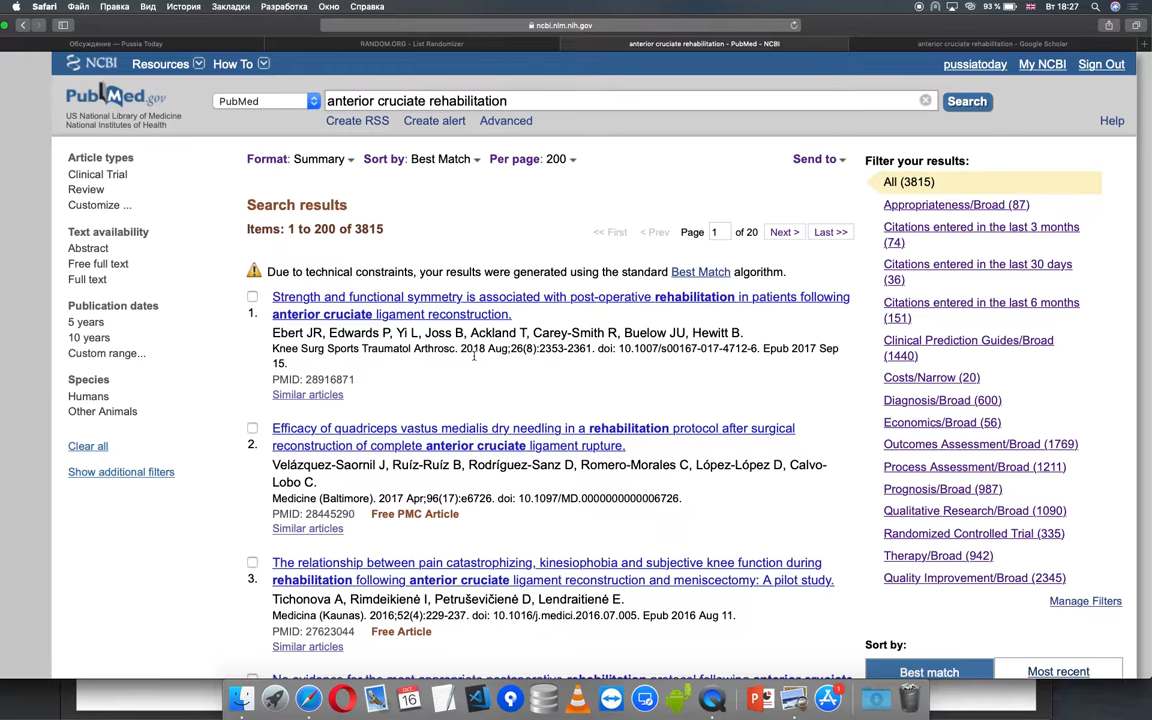 Safari Файл Правка Вид История Закладки Разработка Окно Справка 93 % Вт 18:27
ncbi.nlm.nih.gov
Обсуждение — Pussia Today RANDOM.ORG - List Randomizer anterior cruciate rehabilitation - PubMed - NCBI anterior cruciate rehabilitation - Google Scholar
NCBI Resources How To pussiatoday My NCBI Sign Out
PubMed.gov
US National Library of Medicine
National Institutes of Health
PubMed anterior cruciate rehabilitation Search
Create RSS Create alert Advanced Help
Article types
Clinical Trial
Review
Customize ...
Text availability
Abstract
Free full text
Full text
Publication dates
5 years
10 years
Custom range...
Species
Humans
Other Animals
Clear all
Show additional filters
Format: Summary Sort by: Best Match Per page: 200 Send to
Search results
Items: 1 to 200 of 3815
<< First < Prev Page 1 of 20 Next > Last >>
Due to technical constraints, your results were generated using the standard Best Match algorithm.
1. Strength and functional symmetry is associated with post-operative rehabilitation in patients following
anterior cruciate ligament reconstruction.
Ebert JR, Edwards P, Yi L, Joss B, Ackland T, Carey-Smith R, Buelow JU, Hewitt B.
Knee Surg Sports Traumatol Arthrosc. 2018 Aug;26(8):2353-2361. doi: 10.1007/s00167-017-4712-6. Epub 2017 Sep
15.
PMID: 28916871
Similar articles
2. Efficacy of quadriceps vastus medialis dry needling in a rehabilitation protocol after surgical
reconstruction of complete anterior cruciate ligament rupture.
Velázquez-Saornil J, Ruíz-Ruíz B, Rodríguez-Sanz D, Romero-Morales C, López-López D, Calvo-
Lobo C.
Medicine (Baltimore). 2017 Apr;96(17):e6726. doi: 10.1097/MD.0000000000006726.
PMID: 28445290 Free PMC Article
Similar articles
3. The relationship between pain catastrophizing, kinesiophobia and subjective knee function during
rehabilitation following anterior cruciate ligament reconstruction and meniscectomy: A pilot study.
Tichonova A, Rimdeikienė I, Petruševičienė D, Lendraitienė E.
Medicina (Kaunas). 2016;52(4):229-237. doi: 10.1016/j.medici.2016.07.005. Epub 2016 Aug 11.
PMID: 27623044 Free Article
Similar articles
No evidence for the most appropriate postoperative rehabilitation protocol following anterior cruciate
Filter your results:
All (3815)
Appropriateness/Broad (87)
Citations entered in the last 3 months
(74)
Citations entered in the last 30 days
(36)
Citations entered in the last 6 months
(151)
Clinical Prediction Guides/Broad
(1440)
Costs/Narrow (20)
Diagnosis/Broad (600)
Economics/Broad (56)
Outcomes Assessment/Broad (1769)
Process Assessment/Broad (1211)
Prognosis/Broad (987)
Qualitative Research/Broad (1090)
Randomized Controlled Trial (335)
Therapy/Broad (942)
Quality Improvement/Broad (2345)
Manage Filters
Sort by:
Best match Most recent
ОКТ.
16
1